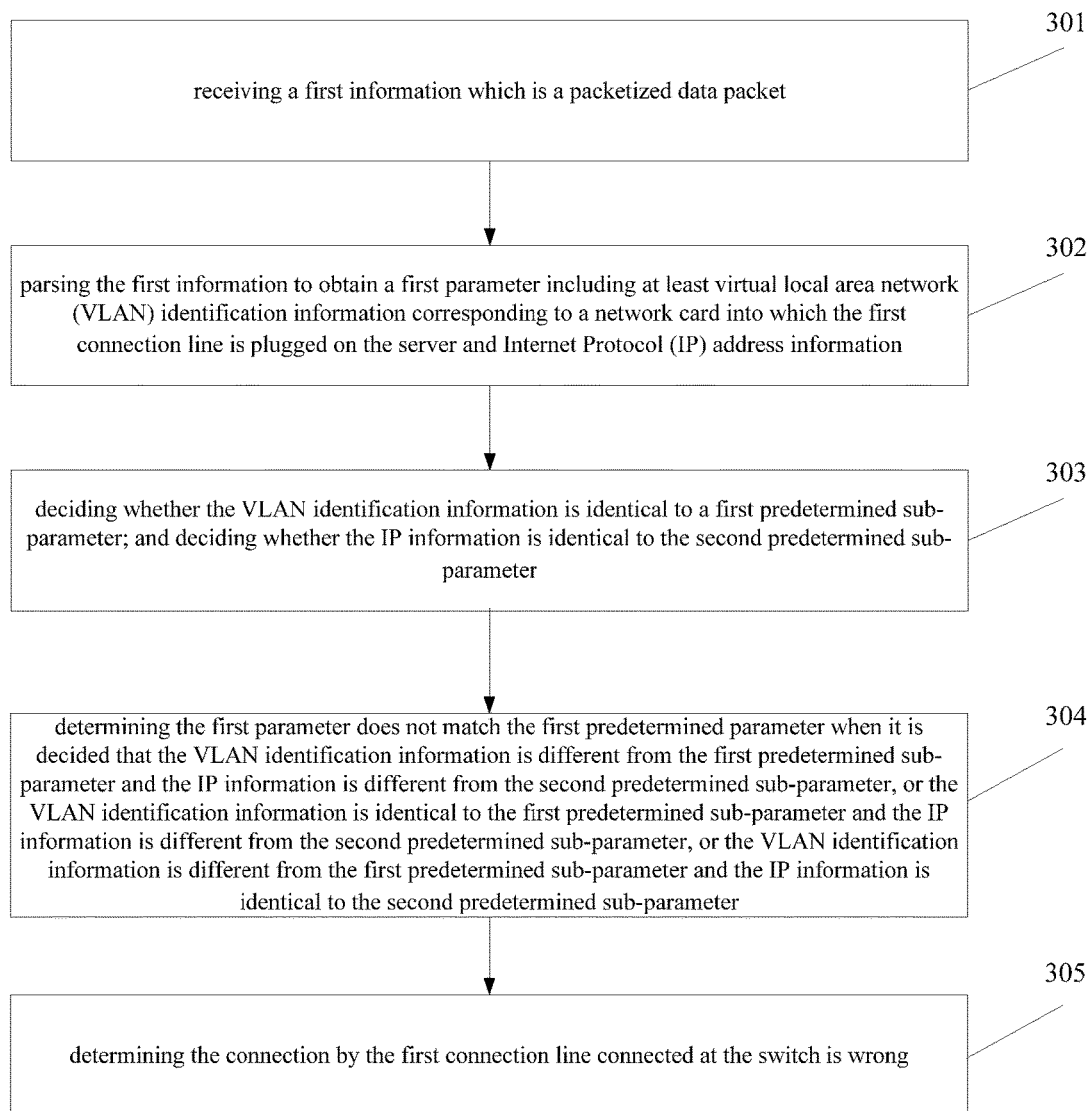 301
receiving a first information which is a packetized data packet
302
parsing the first information to obtain a first parameter including at least virtual local area network
(VLAN) identification information corresponding to a network card into which the first
connection line is plugged on the server and Internet Protocol (IP) address information
303
deciding whether the VLAN identification information is identical to a first predetermined sub-
parameter; and deciding whether the IP information is identical to the second predetermined sub-
parameter
304
determining the first parameter does not match the first predetermined parameter when it is
decided that the VLAN identification information is different from the first predetermined sub-
parameter and the IP information is different from the second predetermined sub-parameter, or the
VLAN identification information is identical to the first predetermined sub-parameter and the IP
information is different from the second predetermined sub-parameter, or the VLAN identification
information is different from the first predetermined sub-parameter and the IP information is
identical to the second predetermined sub-parameter
305
determining the connection by the first connection line connected at the switch is wrong